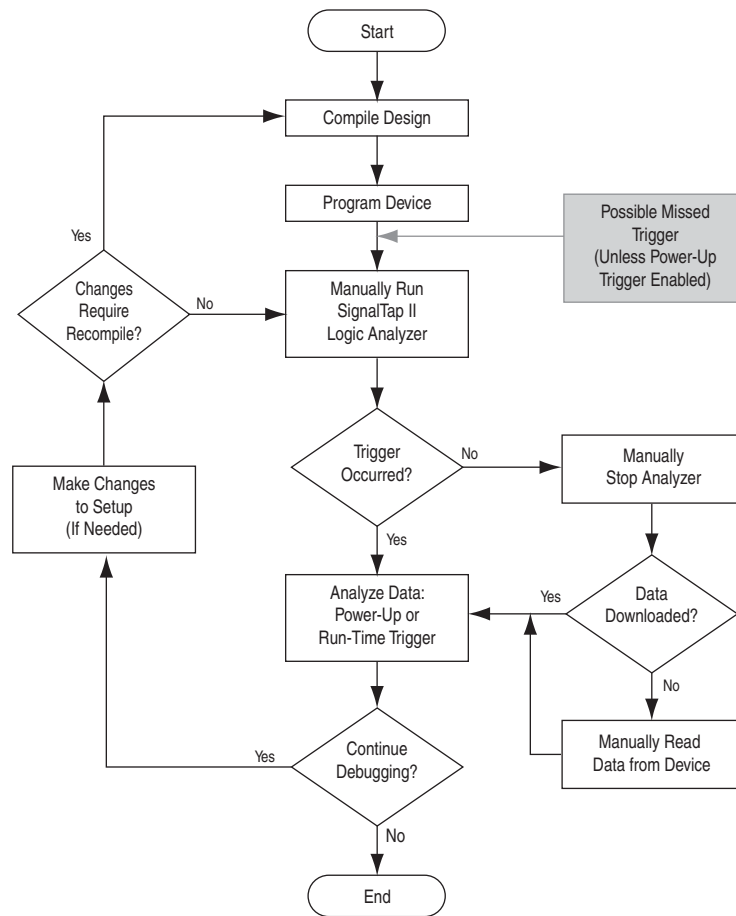 Start
Compile Design
Program Device
Possible Missed
Trigger
(Unless Power-Up
Trigger Enabled)
Yes
Changes
Require
Recompile?
No
Manually Run
SignalTap II
Logic Analyzer
Trigger
Occurred?
No
Manually
Stop Analyzer
Make Changes
to Setup
(If Needed)
Yes
Analyze Data:
Power-Up or
Run-Time Trigger
Yes
Data
Downloaded?
No
Manually Read
Data from Device
Yes
Continue
Debugging?
No
End